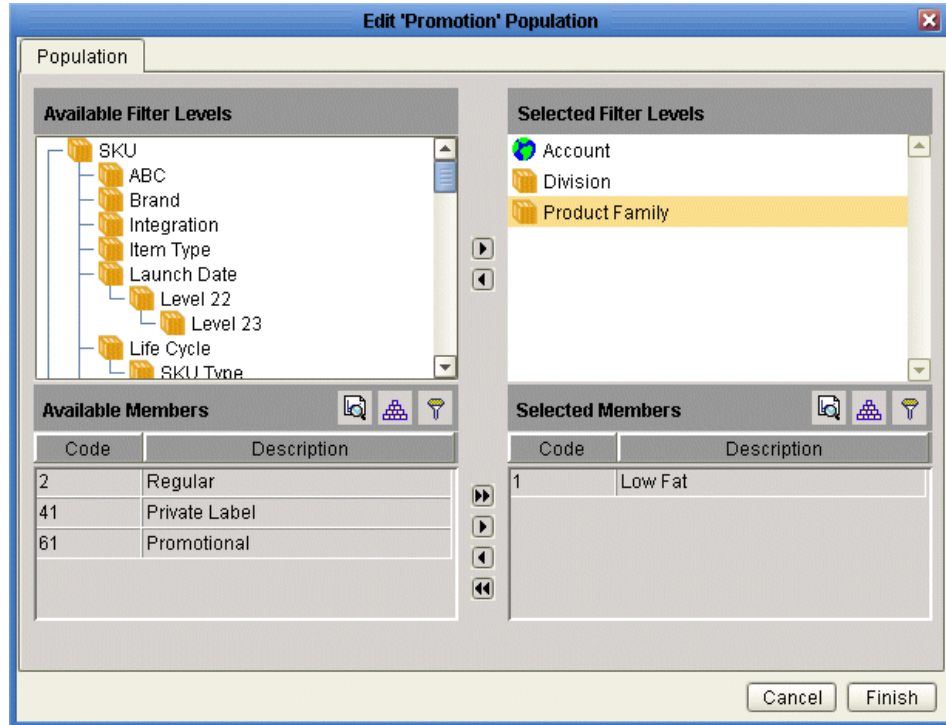 Edit 'Promotion' Population
Population
Available Filter Levels
SKU
ABC
Brand
Integration
Item Type
Launch Date
Level 22
Level 23
Life Cycle
SKU Type
Selected Filter Levels
Account
Division
Product Family
Available Members
Code Description
2 Regular
41 Private Label
61 Promotional
Selected Members
Code Description
1 Low Fat
Cancel Finish